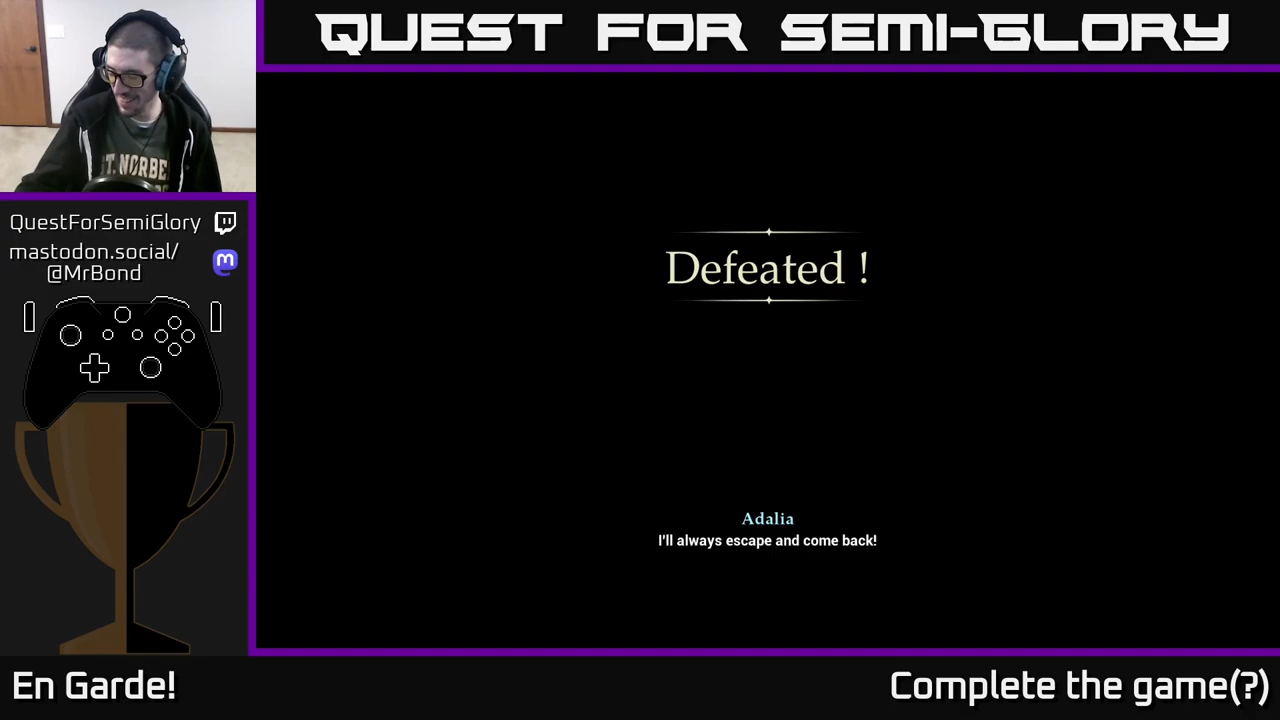 QUEST FOR SEMI-GLORY
T. NORBE
QuestForSemiGlory
mastodon.social/
@MrBond
Defeated !
Adalia
I'll always escape and come back!
En Garde!
Complete the game(?)